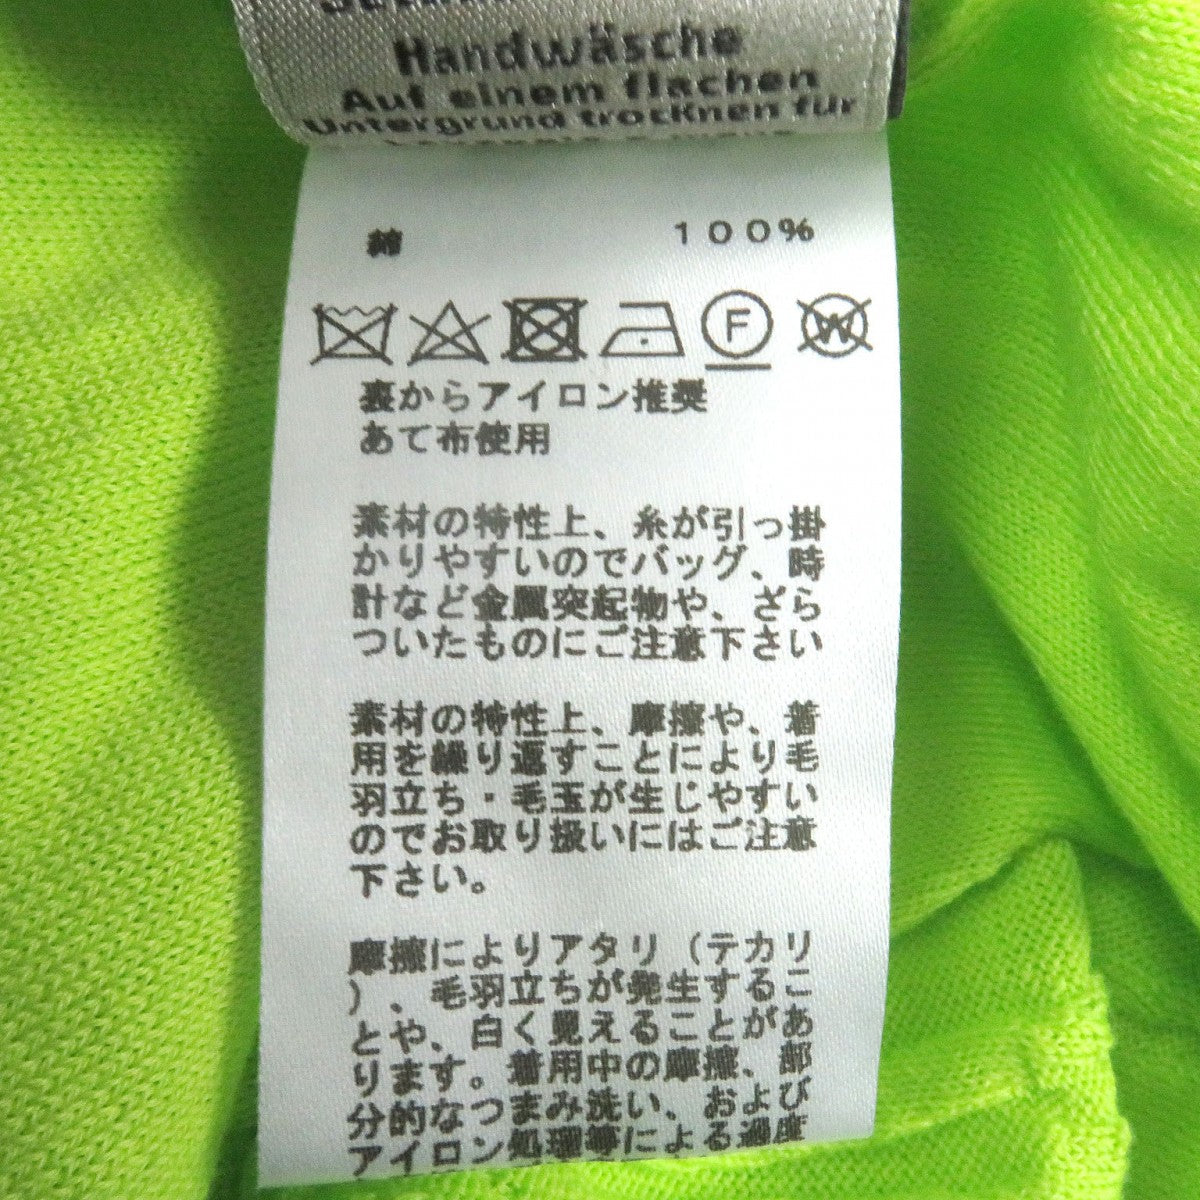 Handwäsche
Auf einem flachen
Untergrund trocknen für
綿 100%
F W
裏からアイロン推奨
あて布使用
素材の特性上、糸が引っ掛
かりやすいのでバッグ、時
計など金属突起物や、ざら
ついたものにご注意下さい
素材の特性上、摩擦や、着
用を繰り返すことにより毛
羽立ち・毛玉が生じやすい
のでお取り扱いにはご注意
下さい。
摩擦によりアタリ（テカリ
）、毛羽立ちが発生するこ
とや、白く見えることがあ
ります。着用中の摩擦、部
分的なつまみ洗い、および
アイロン処理等による過度